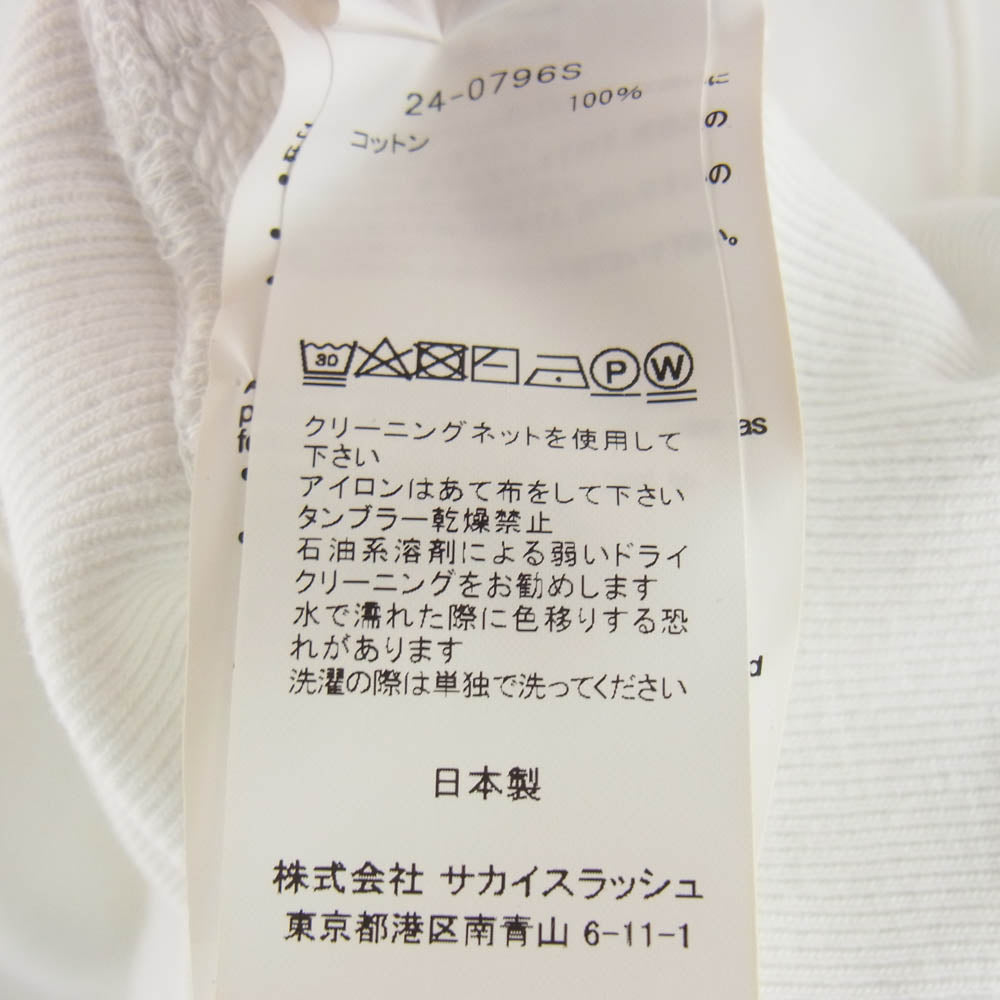 24-0796S
コットン 100%
30
P W
クリーニングネットを使用して
下さい
アイロンはあて布をして下さい
タンブラー乾燥禁止
石油系溶剤による弱いドライ
クリーニングをお勧めします
水で濡れた際に色移りする恐
れがあります
洗濯の際は単独で洗ってください
日本製
株式会社 サカイスラッシュ
東京都港区南青山 6-11-1
に
の
の
as
d